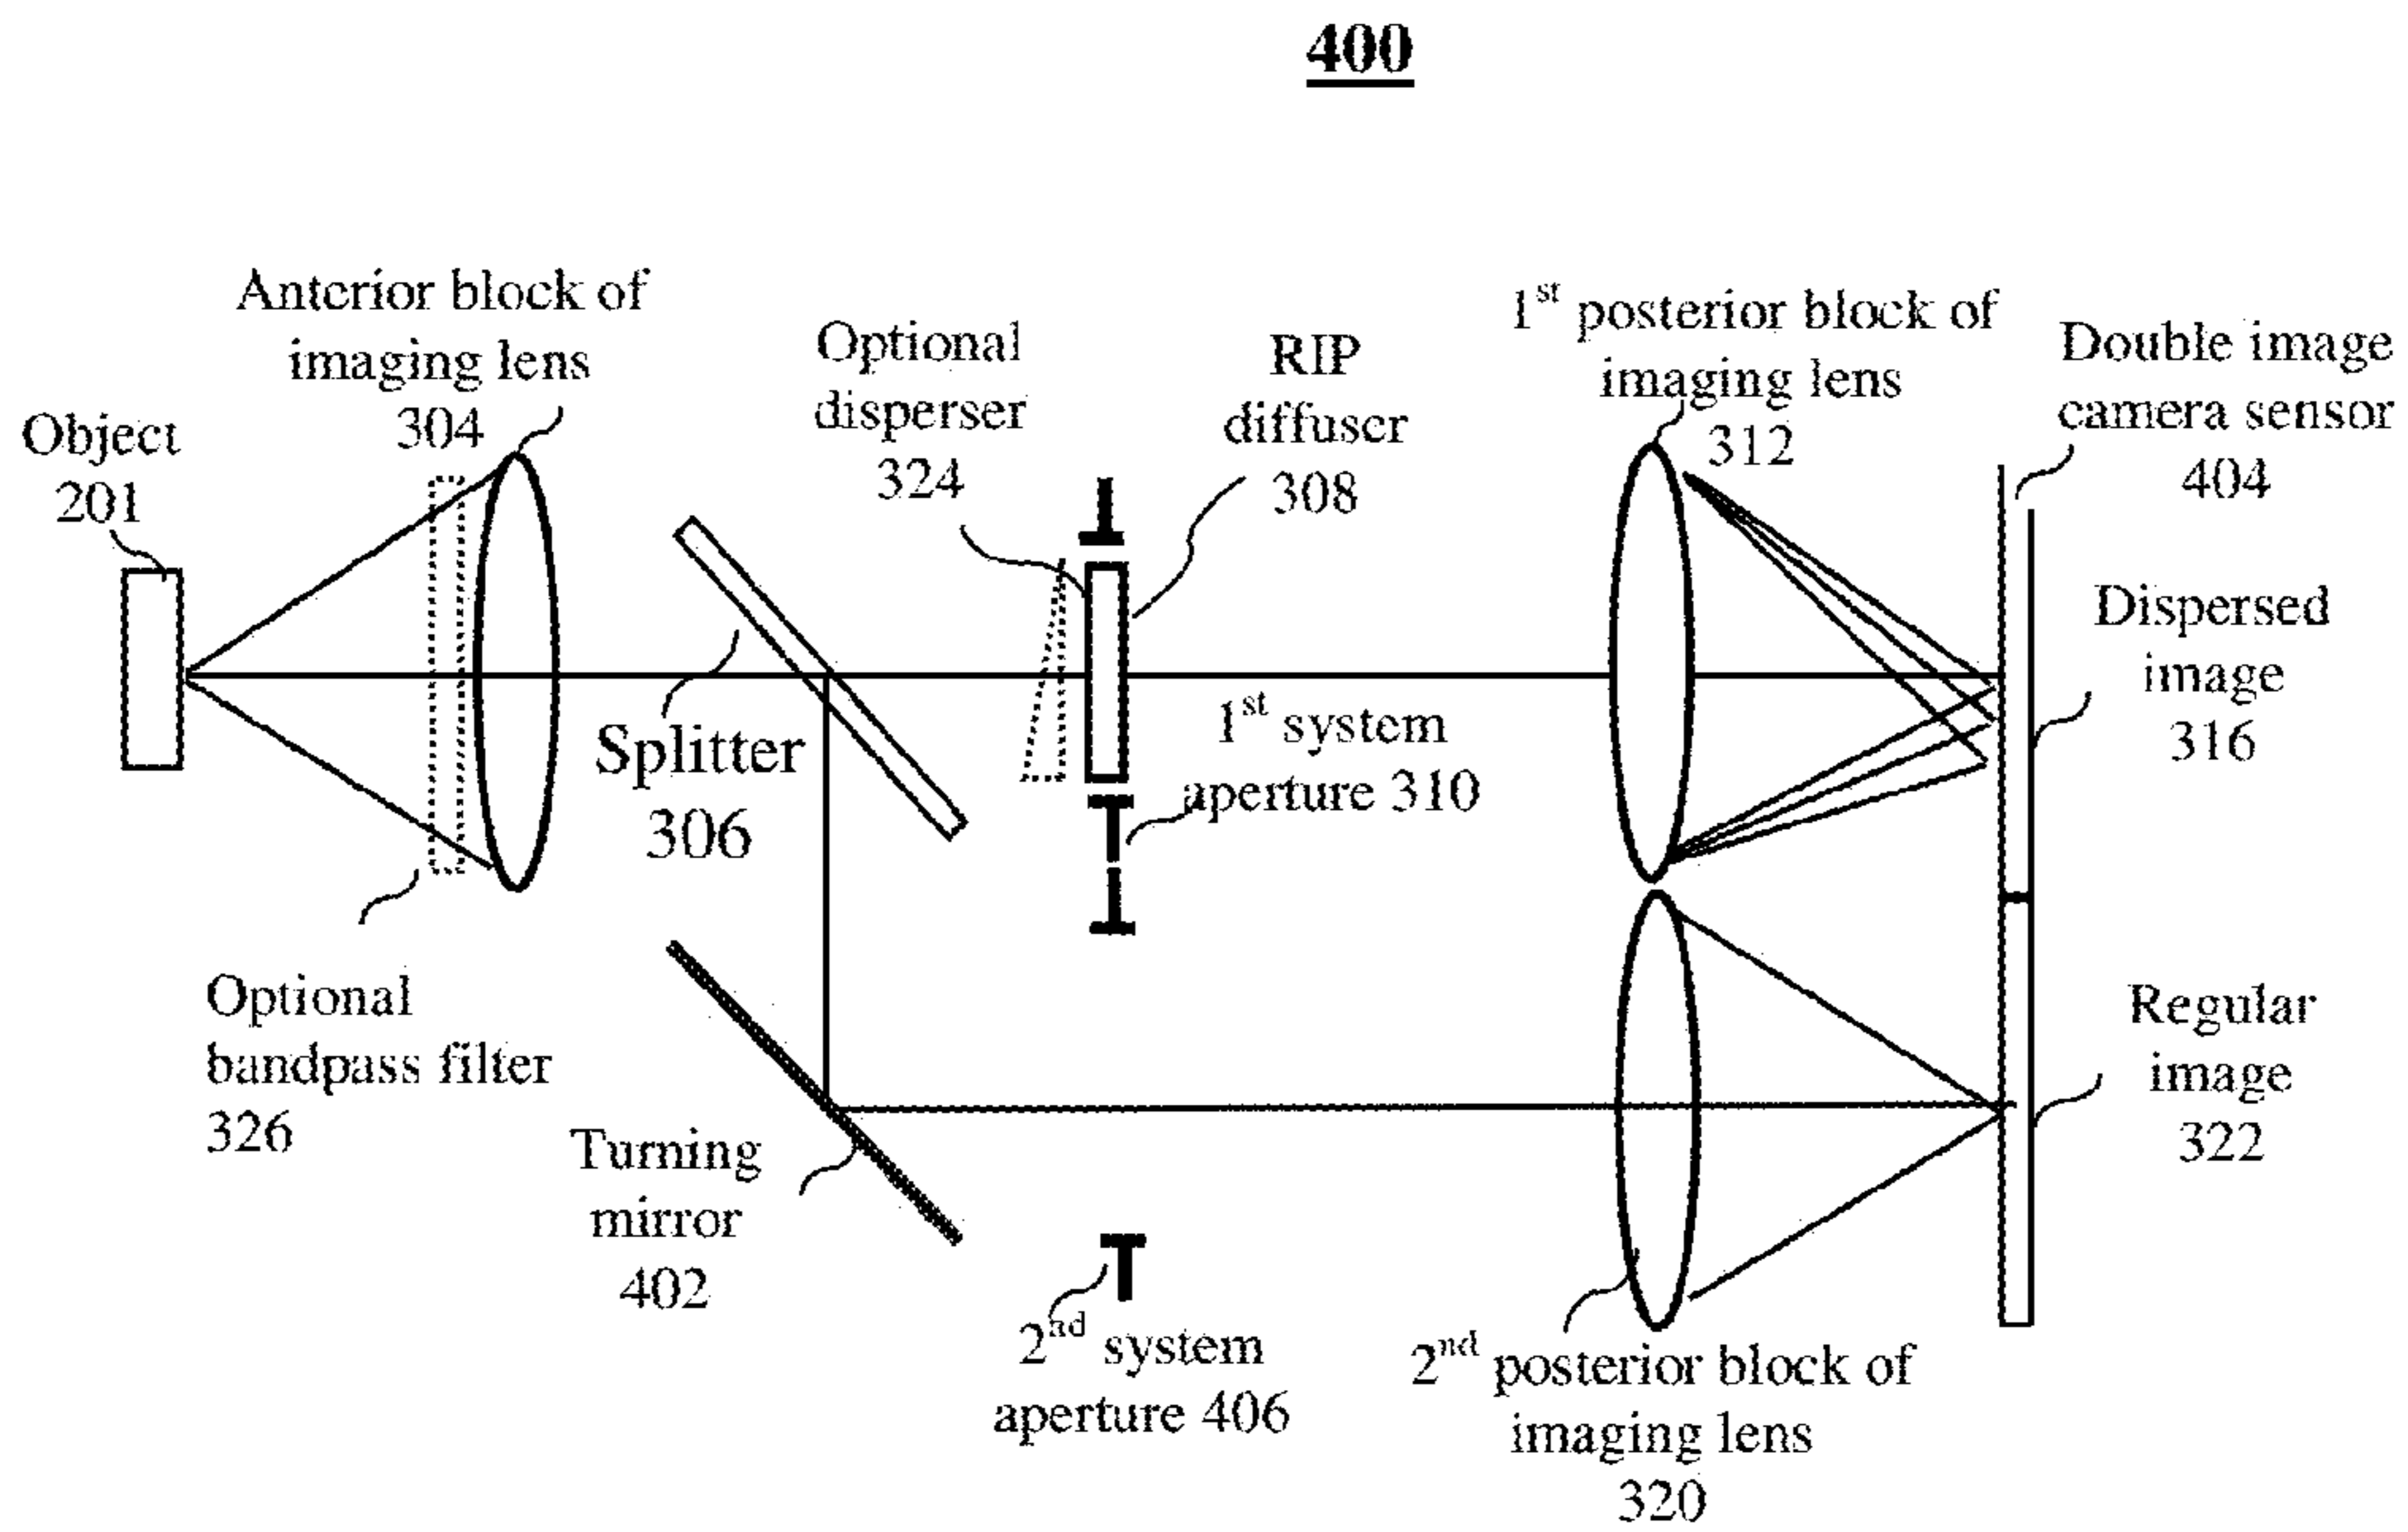 400
Anterior block of
imaging lens
304
Object
201
Optional
disperser
324
RIP
diffuser
308
1st posterior block of
imaging lens
312
Double image
camera sensor
404
Dispersed
image
316
Splitter
306
1st system
aperture 310
Optional
bandpass filter
326
Turning
mirror
402
Regular
image
322
2nd system
aperture 406
2nd posterior block of
imaging lens
320